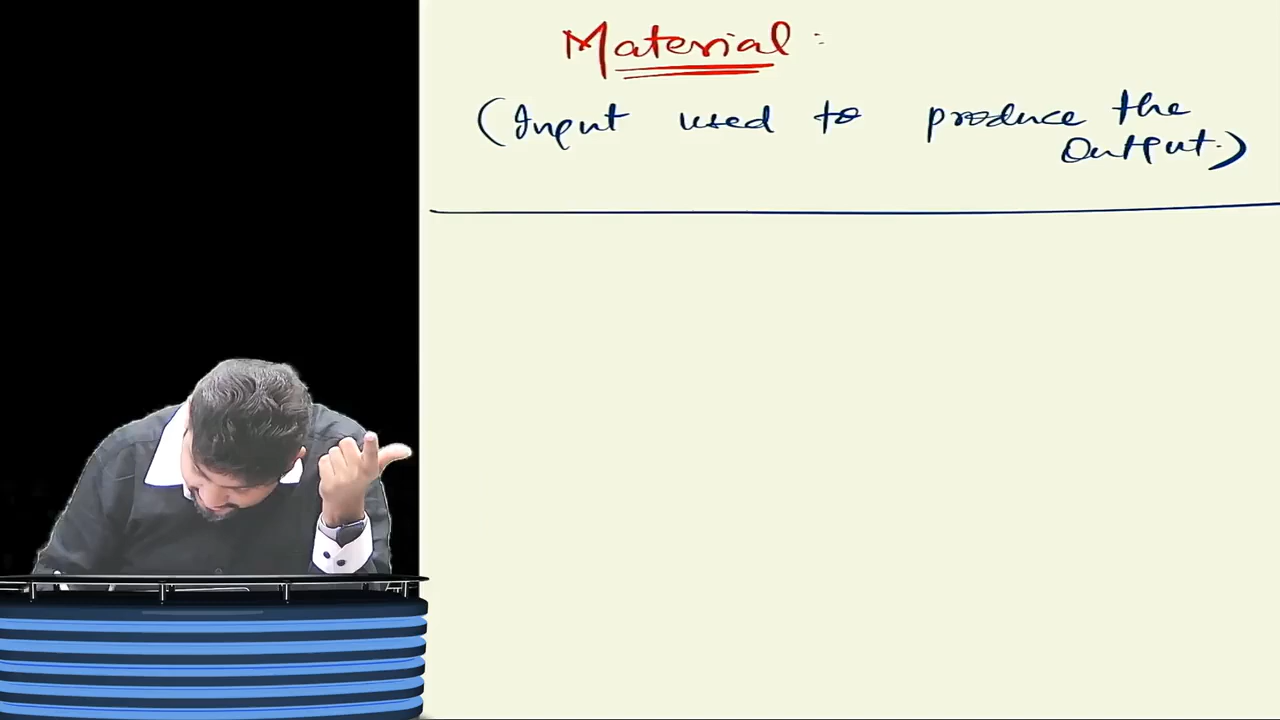 Material :
(Input used to produce the
Output.)